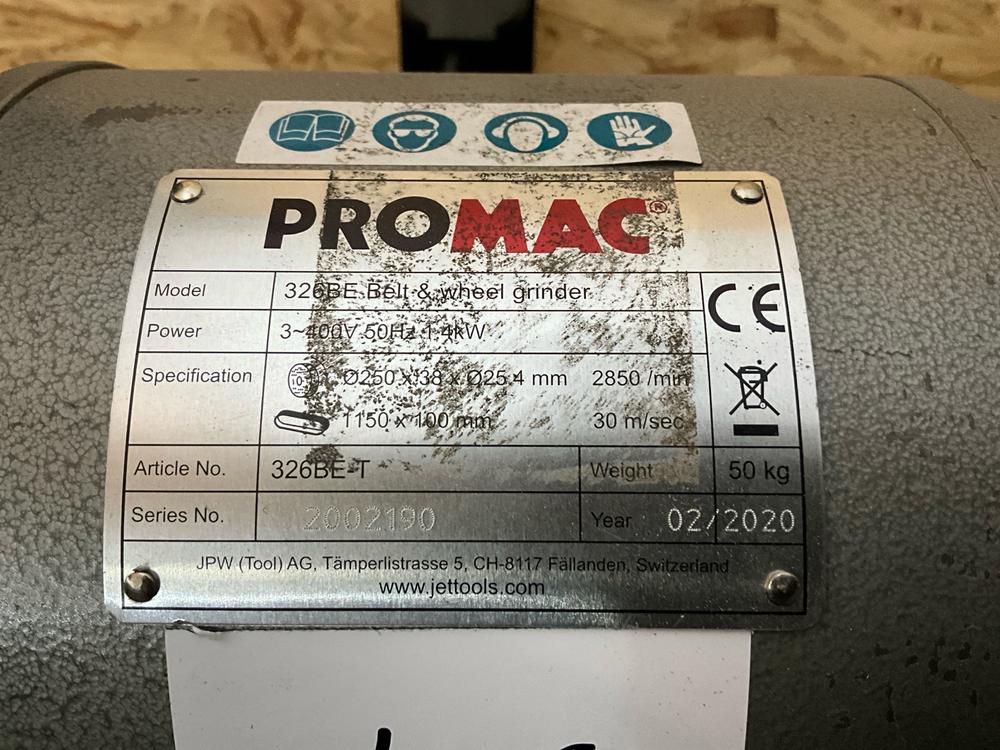 PROMAC®
Model 326BE Belt & wheel grinder
Power 3~400V 50Hz 1.4kW
CE
Specification Ø250 x 38 x Ø25.4 mm 2850 /min
1150 x 100 mm 30 m/sec
Article No. 326BE-T Weight 50 kg
Series No. 2002190 Year 02/2020
JPW (Tool) AG, Tämperlistrasse 5, CH-8117 Fällanden, Switzerland
www.jettools.com